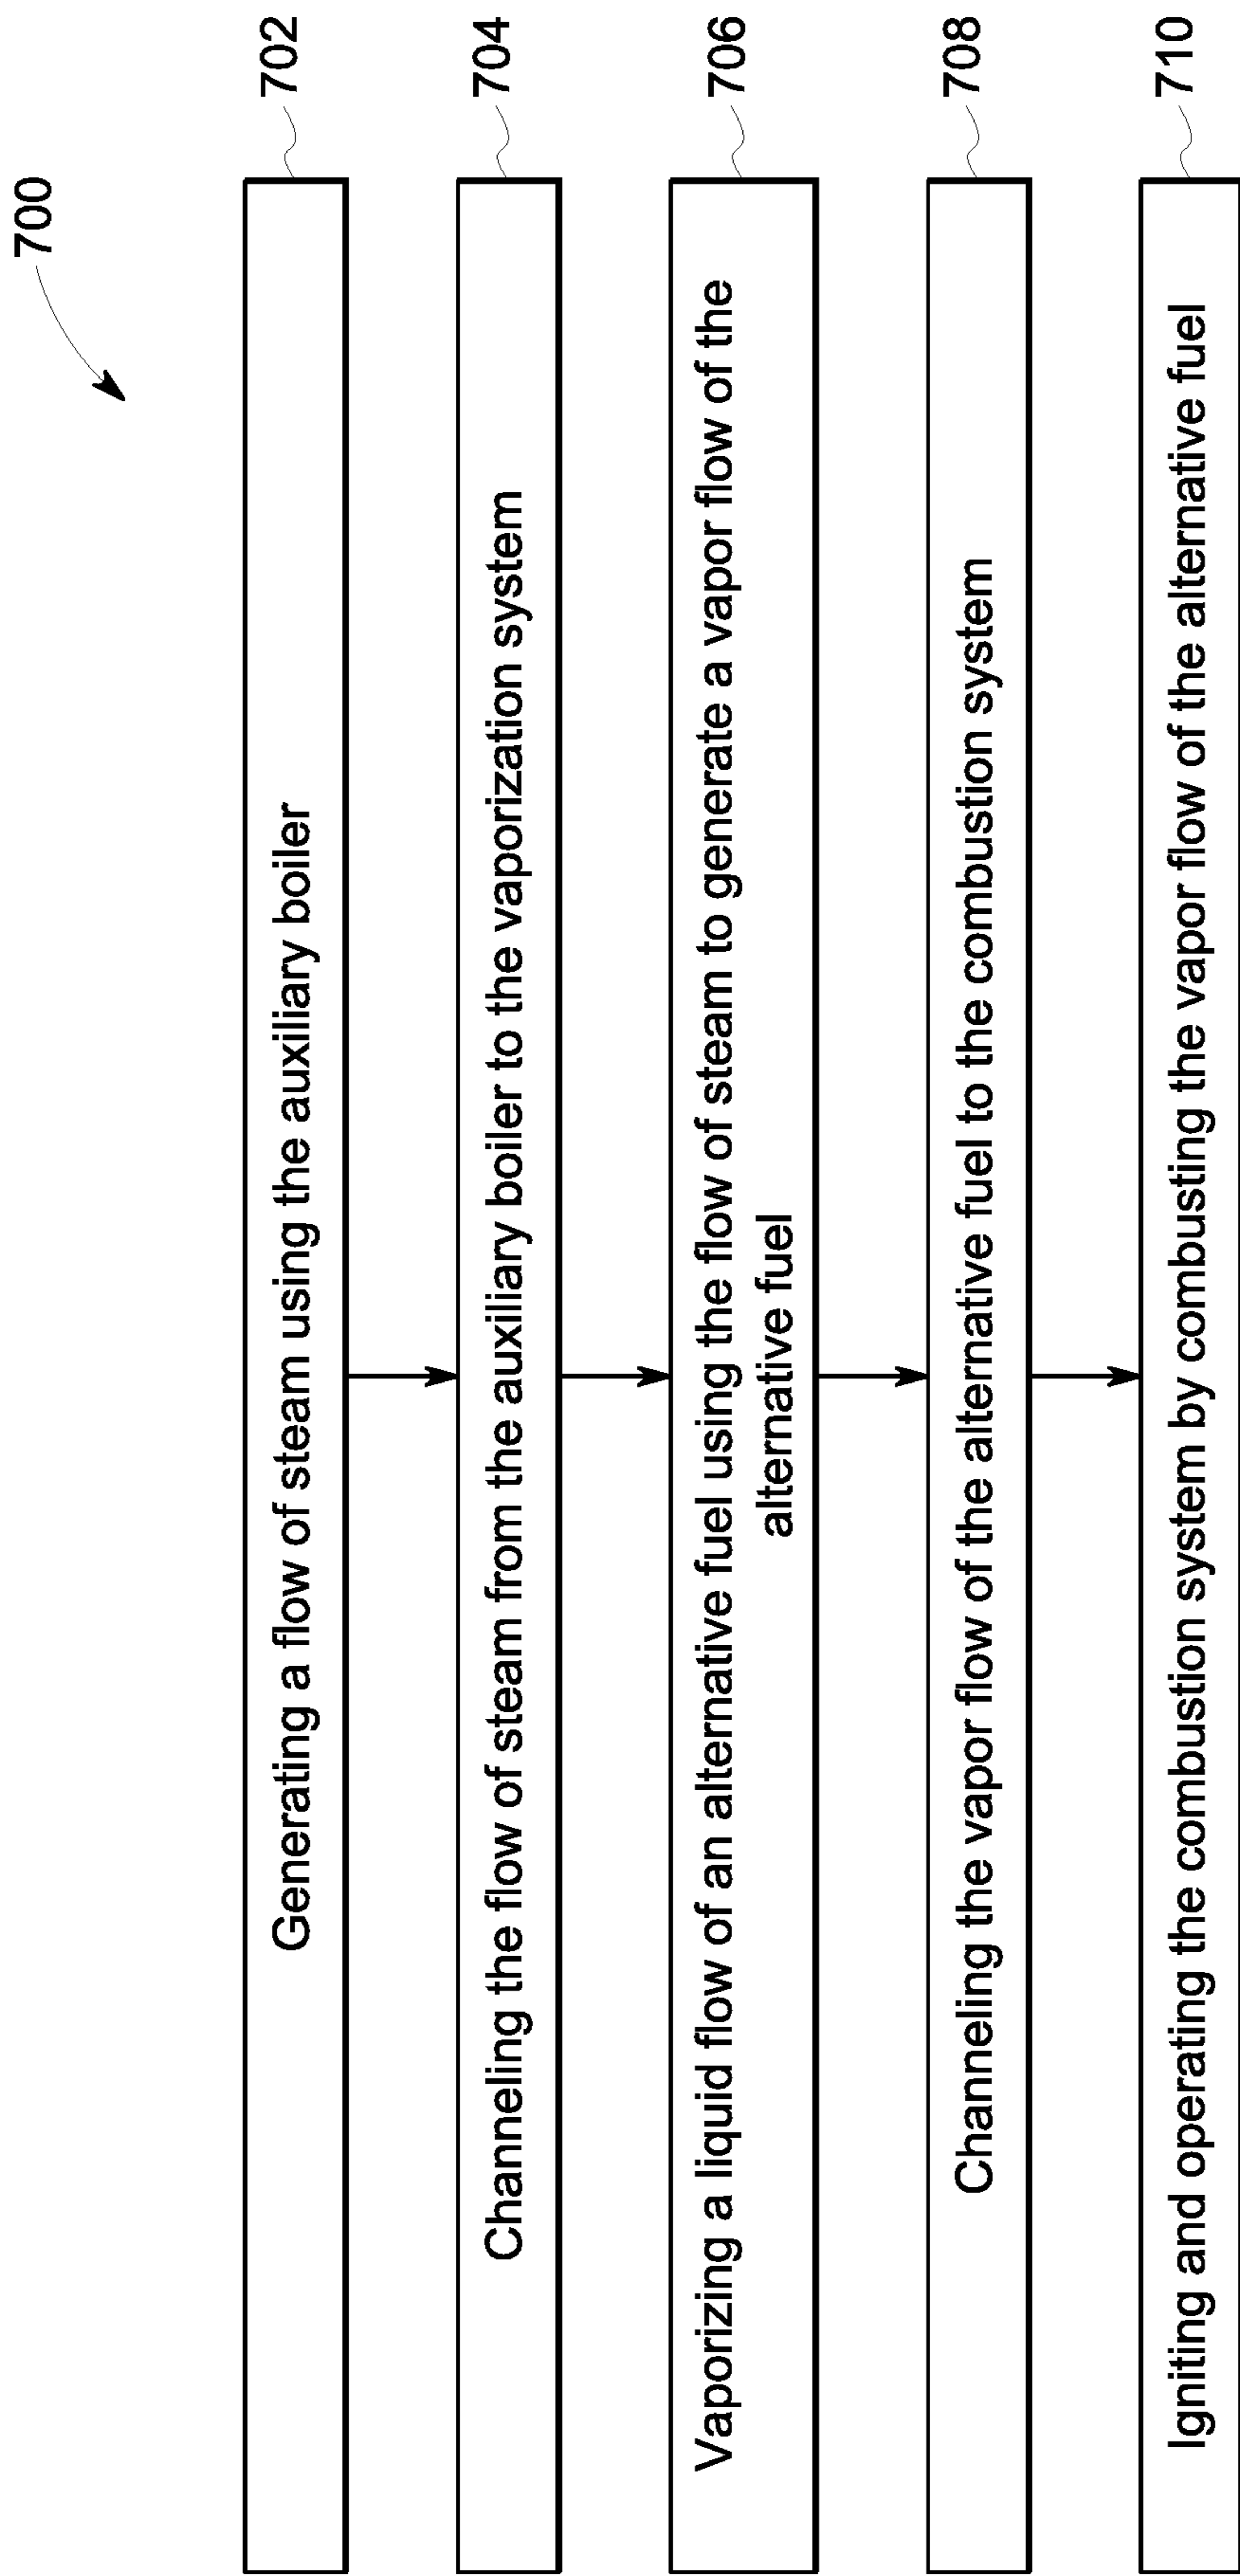 700
Generating a flow of steam using the auxiliary boiler
702
Channeling the flow of steam from the auxiliary boiler to the vaporization system
704
Vaporizing a liquid flow of an alternative fuel using the flow of steam to generate a vapor flow of the
alternative fuel
706
Channeling the vapor flow of the alternative fuel to the combustion system
708
Igniting and operating the combustion system by combusting the vapor flow of the alternative fuel
710